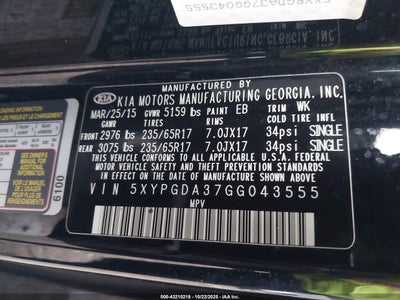 5XYPGDA37GG043555
MANUFACTURED BY
KIA KIA MOTORS MANUFACTURING GEORGIA, INC.
MAR/25/15 GVWR 5159 lbs PAINT EB TRIM WK
GAWR TIRES RIMS COLD TIRE INFL
FRONT 2976 lbs 235/65R17 7.0JX17 34psi SINGLE
REAR 3075 lbs 235/65R17 7.0JX17 34psi SINGLE
THIS VEHICLE CONFORMS TO ALL APPLICABLE
U.S. FEDERAL MOTOR VEHICLE SAFETY AND
THEFT PREVENTION STANDARDS IN EFFECT ON
THE DATE OF MANUFACTURE SHOWN ABOVE.
VIN 5XYPGDA37GG043555
MPV
6100
000-43210218 - 10/22/2025 - IAAI